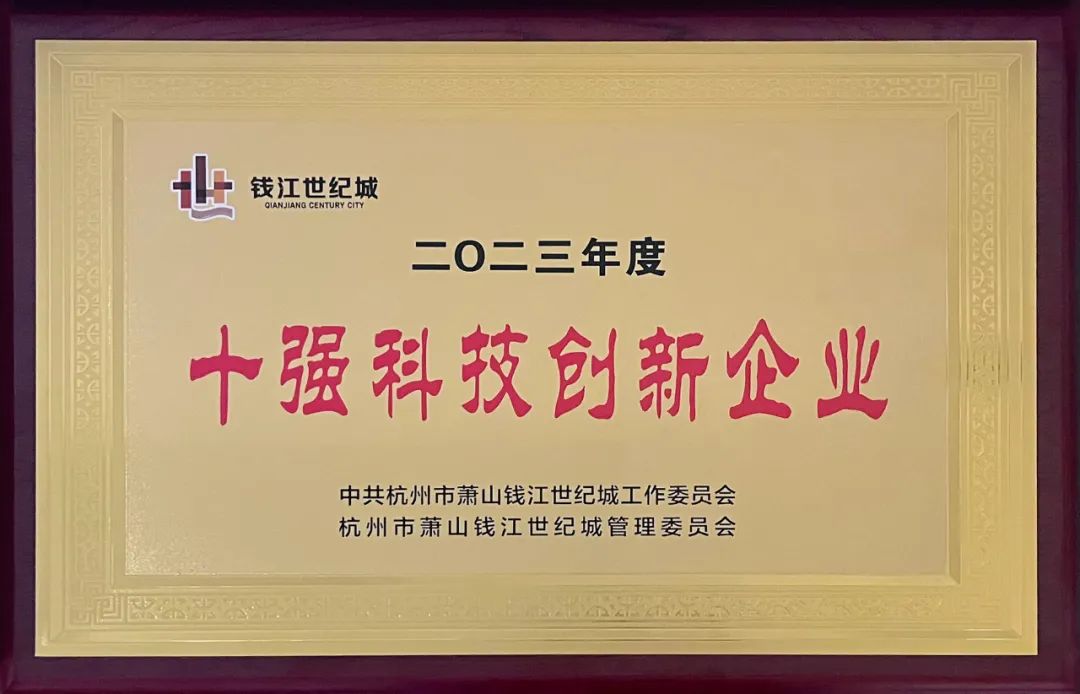 钱江世纪城
QIANJIANG CENTURY CITY
二〇二三年度
十强科技创新企业
中共杭州市萧山钱江世纪城工作委员会
杭州市萧山钱江世纪城管理委员会